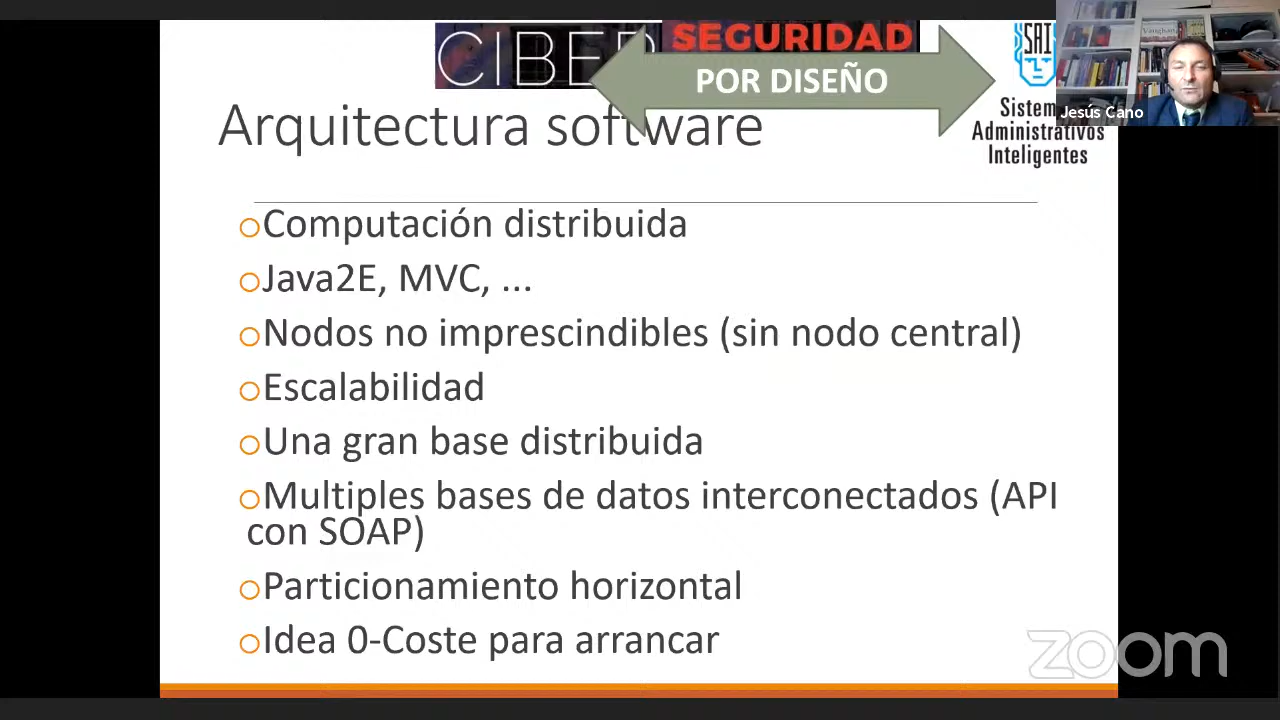 CIBER
SEGURIDAD
POR DISEÑO
SAI
Sistem
Administrativos
Inteligentes
Jesús Cano
Arquitectura software
Computación distribuida
Java2E, MVC, ...
Nodos no imprescindibles (sin nodo central)
Escalabilidad
Una gran base distribuida
Multiples bases de datos interconectados (API
con SOAP)
Particionamiento horizontal
Idea 0-Coste para arrancar
zoom